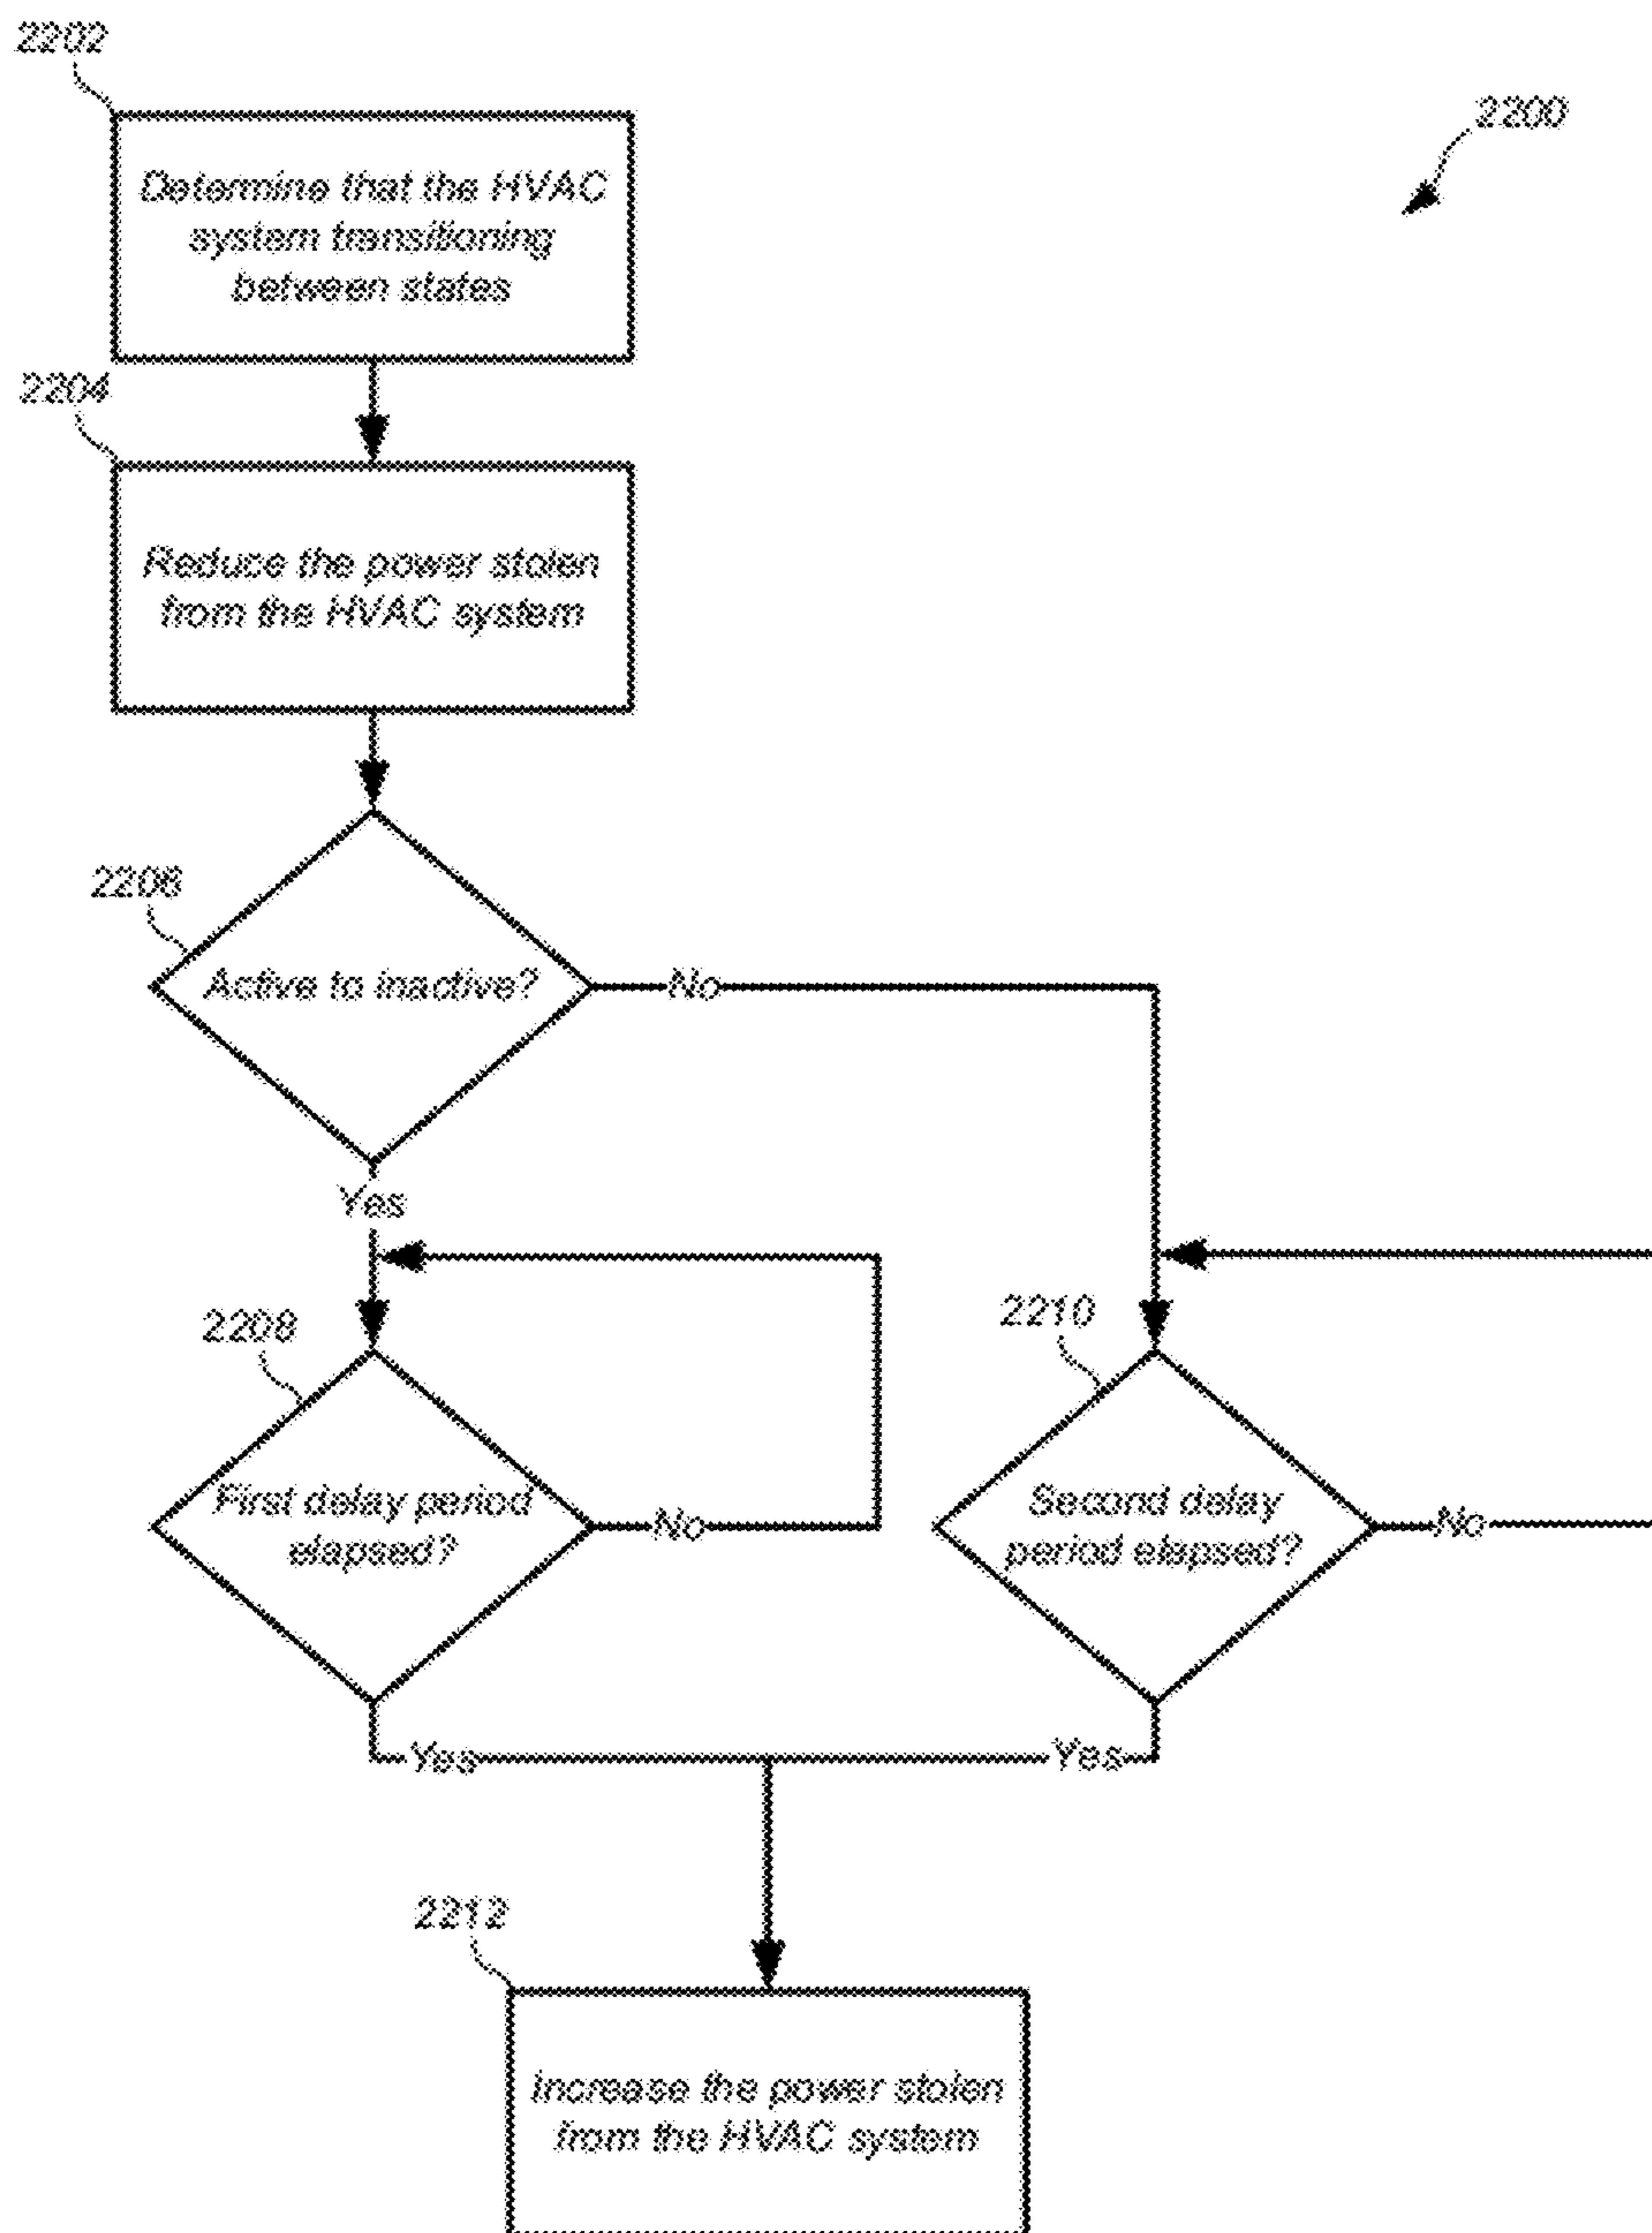 2202
2200
Determine that the HVAC
system transitioning
between states
2204
Reduce the power stolen
from the HVAC system
2206
Active to inactive?
No
Yes
2208
2210
First delay period
elapsed?
No
Second delay
period elapsed?
No
Yes
Yes
2212
Increase the power stolen
from the HVAC system